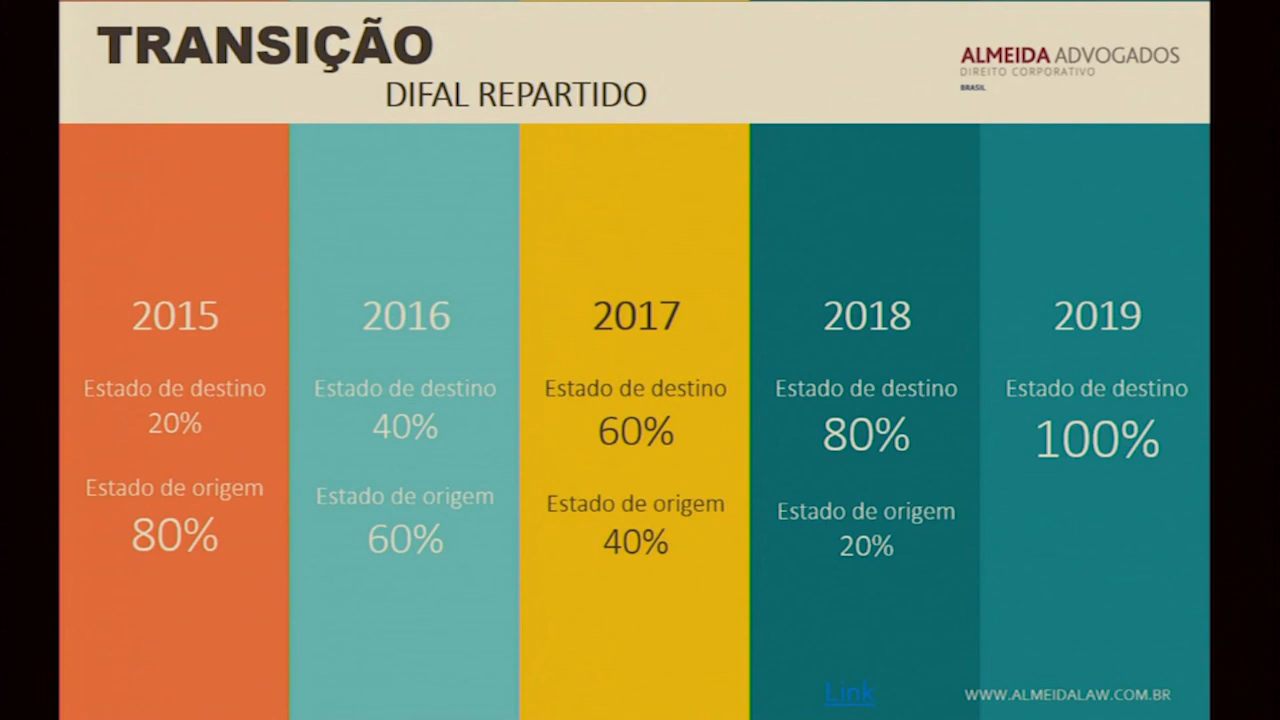 TRANSIÇÃO
DIFAL REPARTIDO
ALMEIDA ADVOGADOS
DIREITO CORPORATIVO
BRASIL
2015
Estado de destino
20%
Estado de origem
80%
2016
Estado de destino
40%
Estado de origem
60%
2017
Estado de destino
60%
Estado de origem
40%
2018
Estado de destino
80%
Estado de origem
20%
2019
Estado de destino
100%
Link
WWW.ALMEIDALAW.COM.BR